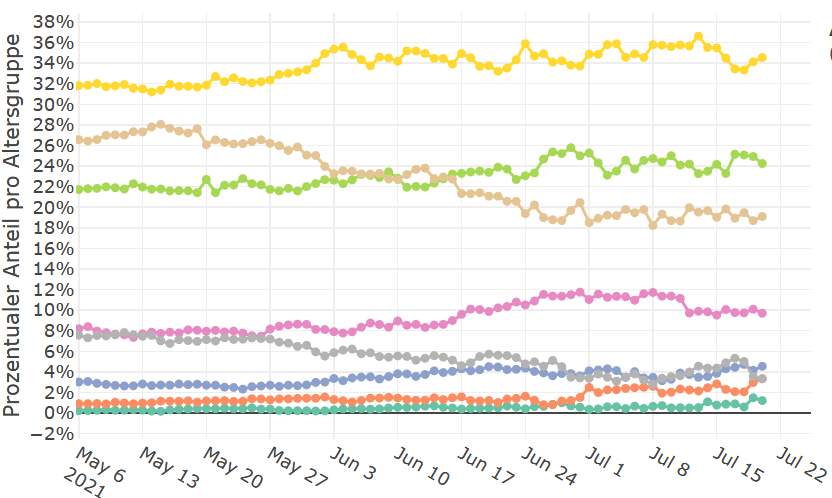 Prozentualer Anteil pro Altersgruppe
38%
36%
34%
32%
30%
28%
26%
24%
22%
20%
18%
16%
14%
12%
10%
8%
6%
4%
2%
0%
−2%
May 6
2021
May 13
May 20
May 27
Jun 3
Jun 10
Jun 17
Jun 24
Jul 1
Jul 8
Jul 15
Jul 22